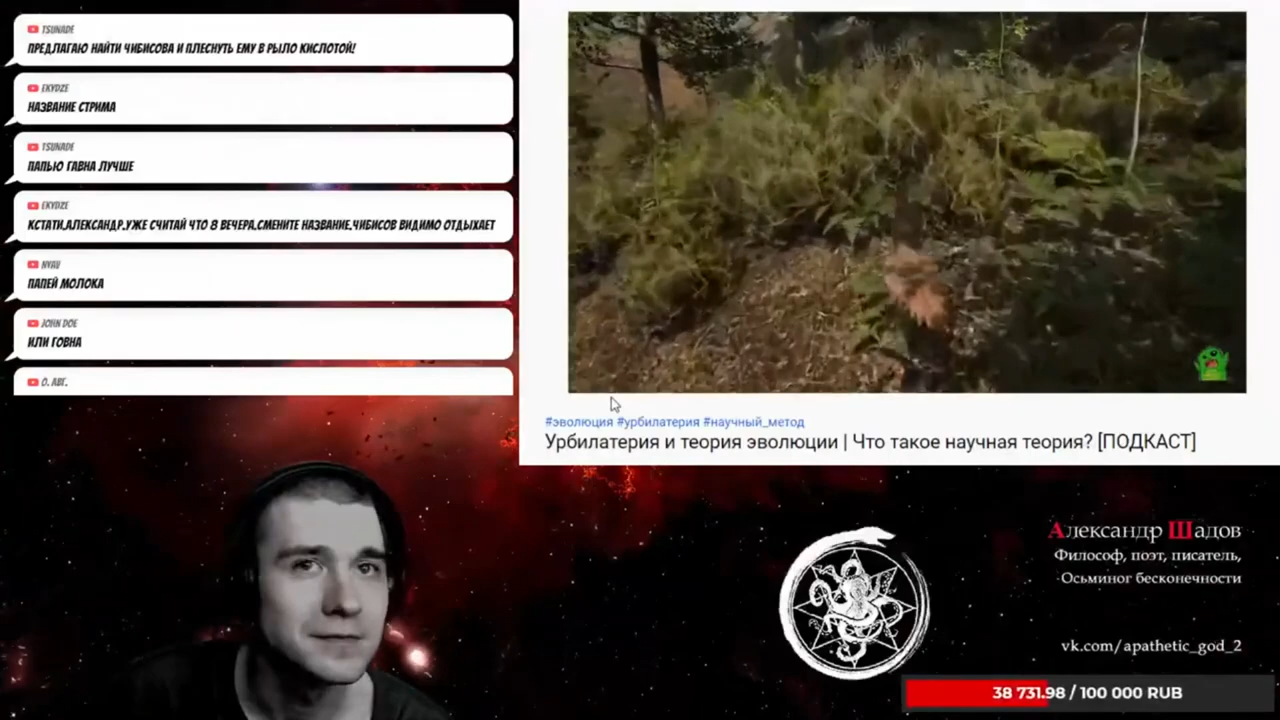 TSUNADE
ПРЕДЛАГАЮ НАЙТИ ЧИБИСОВА И ПЛЕСНУТЬ ЕМУ В РЫЛО КИСЛОТОЙ!
EKYDZE
НАЗВАНИЕ СТРИМА
TSUNADE
ПАПЬЮ ГАВНА ЛУЧШЕ
EKYDZE
КСТАТИ,АЛЕКСАНДР,УЖЕ СЧИТАЙ ЧТО 8 ВЕЧЕРА,СМЕНИТЕ НАЗВАНИЕ,ЧИБИСОВ ВИДИМО ОТДЫХАЕТ
NYAU
ПАПЕЙ МОЛОКА
JOHN DOE
ИЛИ ГОВНА
О. АВГ.
#эволюция #урбилатерия #научный_метод
Урбилатерия и теория эволюции | Что такое научная теория? [ПОДКАСТ]
Александр Шадов
Философ, поэт, писатель,
Осьминог бесконечности
vk.com/apathetic_god_2
38 731.98 / 100 000 RUB